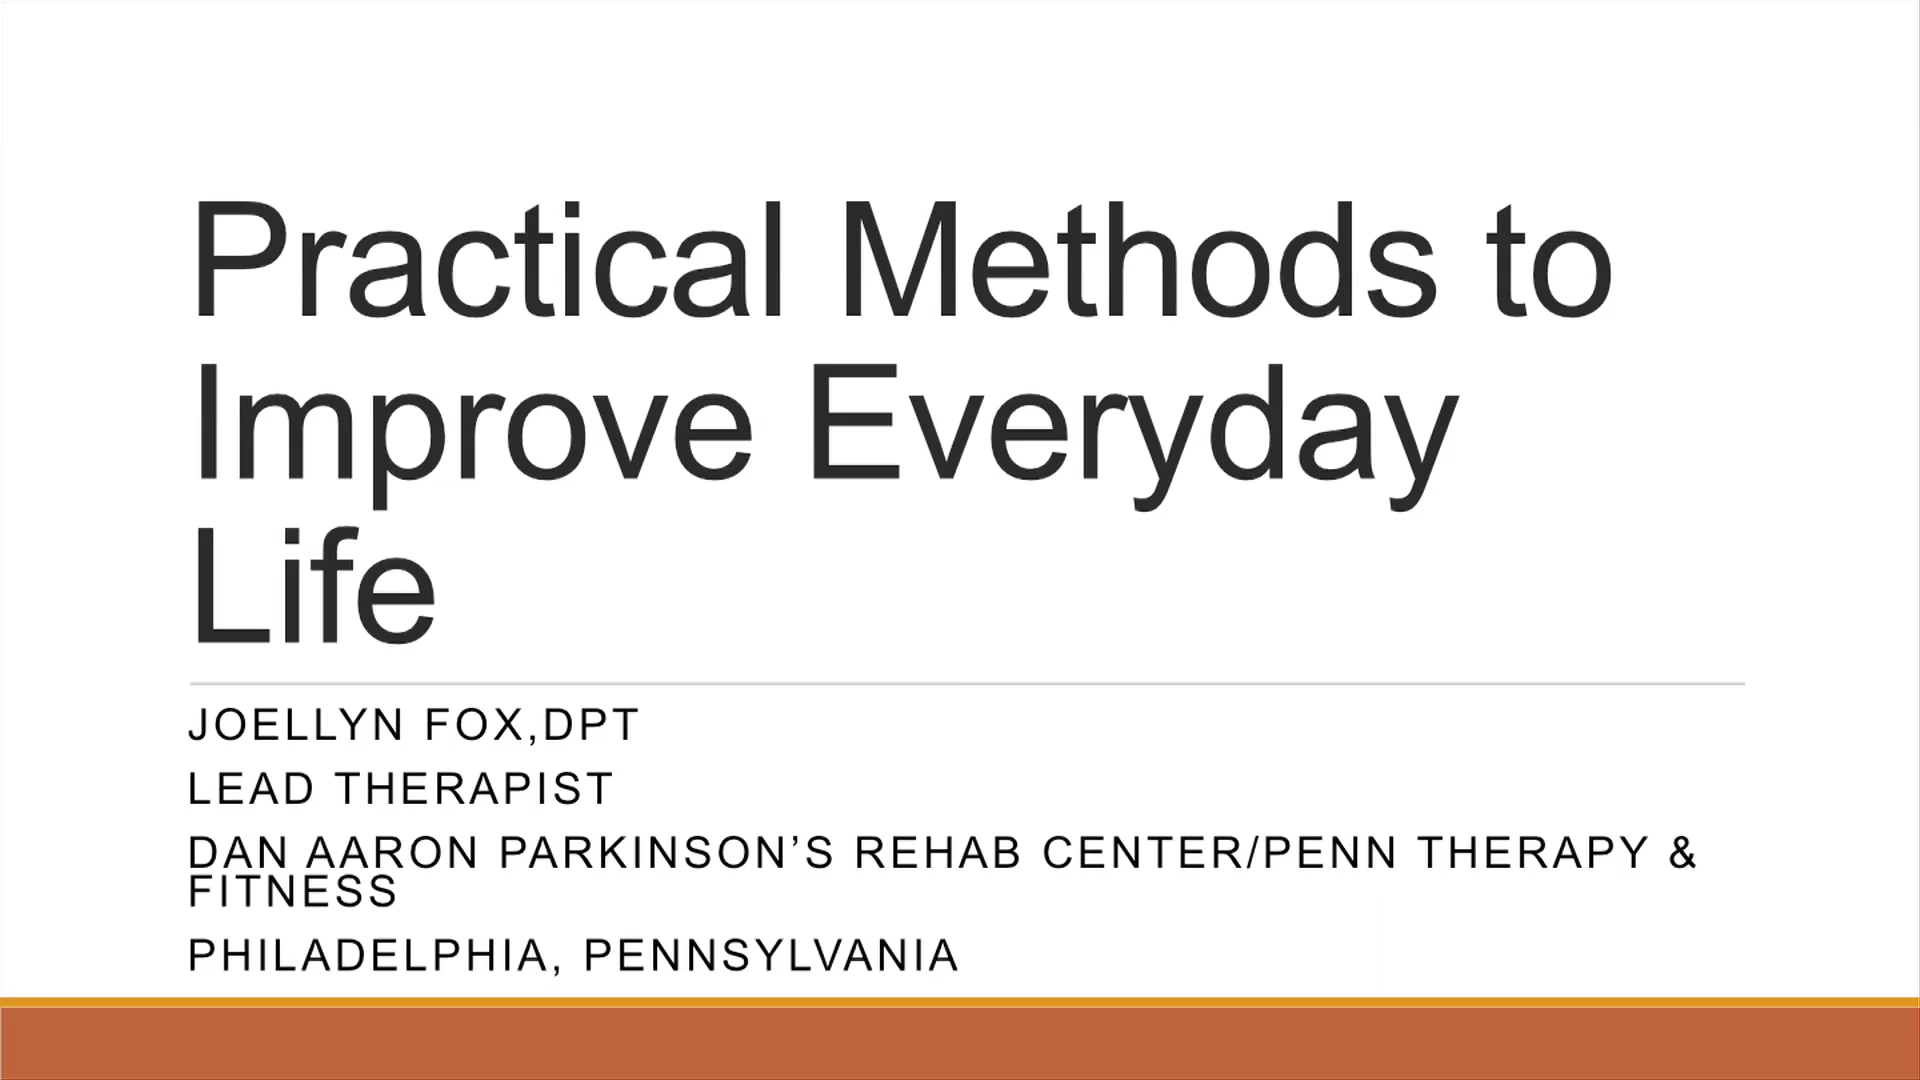 Practical Methods to
Improve Everyday
Life
JOELLYN FOX,DPT
LEAD THERAPIST
DAN AARON PARKINSON’S REHAB CENTER/PENN THERAPY &
FITNESS
PHILADELPHIA, PENNSYLVANIA